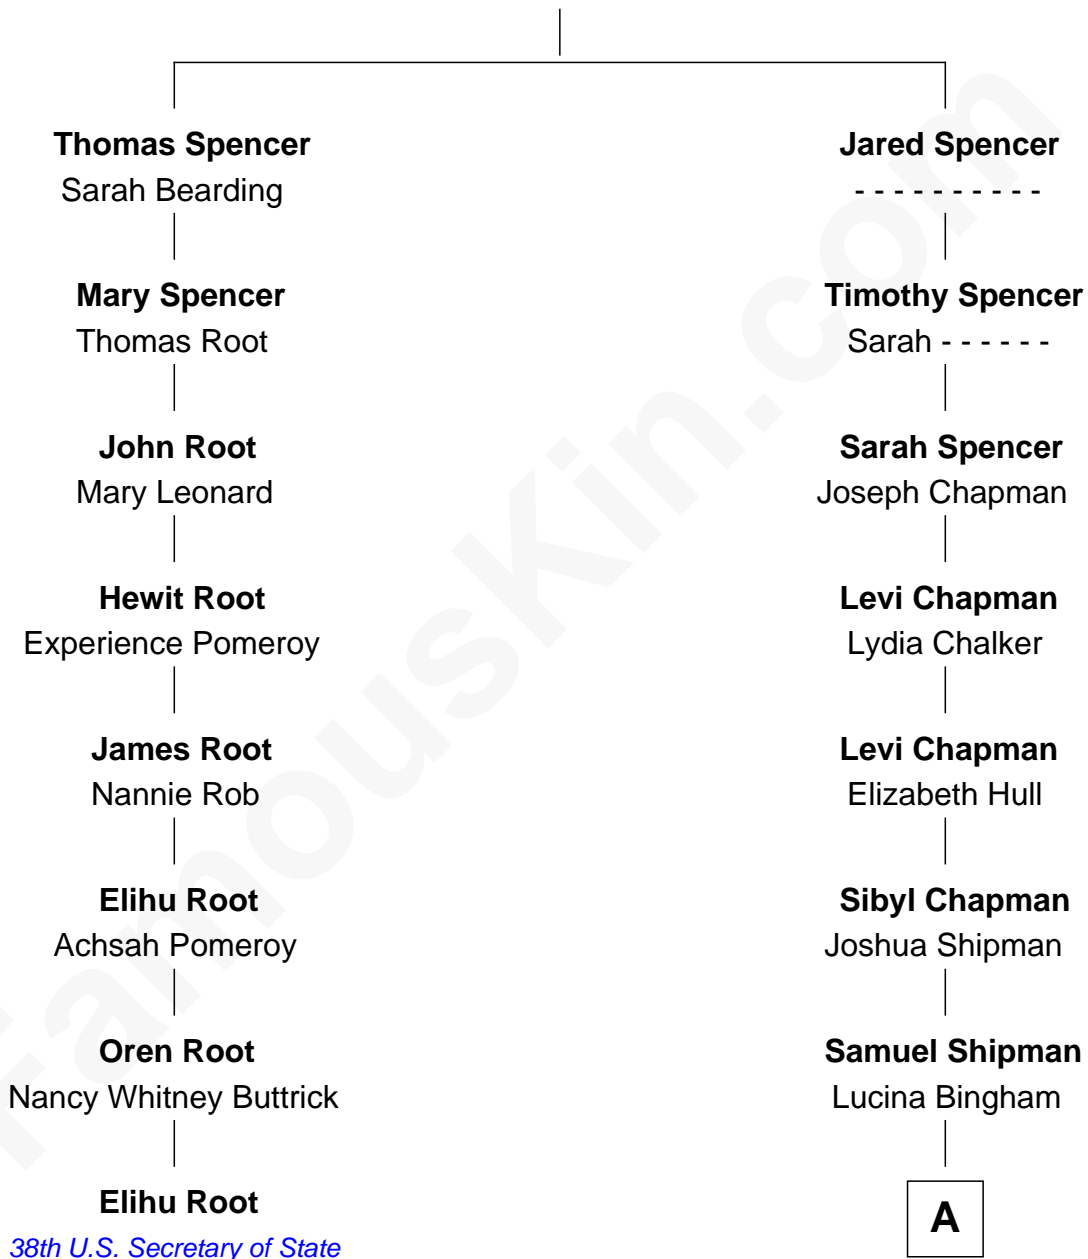 Thomas Spencer
Sarah Bearding
Mary Spencer
Thomas Root
John Root
Mary Leonard
Hewit Root
Experience Pomeroy
James Root
Nannie Rob
Elihu Root
Achsah Pomeroy
Oren Root
Nancy Whitney Buttrick
Elihu Root
38th U.S. Secretary of State
Jared Spencer
- - - - - - - - - -
Timothy Spencer
Sarah - - - - - -
Sarah Spencer
Joseph Chapman
Levi Chapman
Lydia Chalker
Levi Chapman
Elizabeth Hull
Sibyl Chapman
Joshua Shipman
Samuel Shipman
Lucina Bingham
A
FamousKin.com